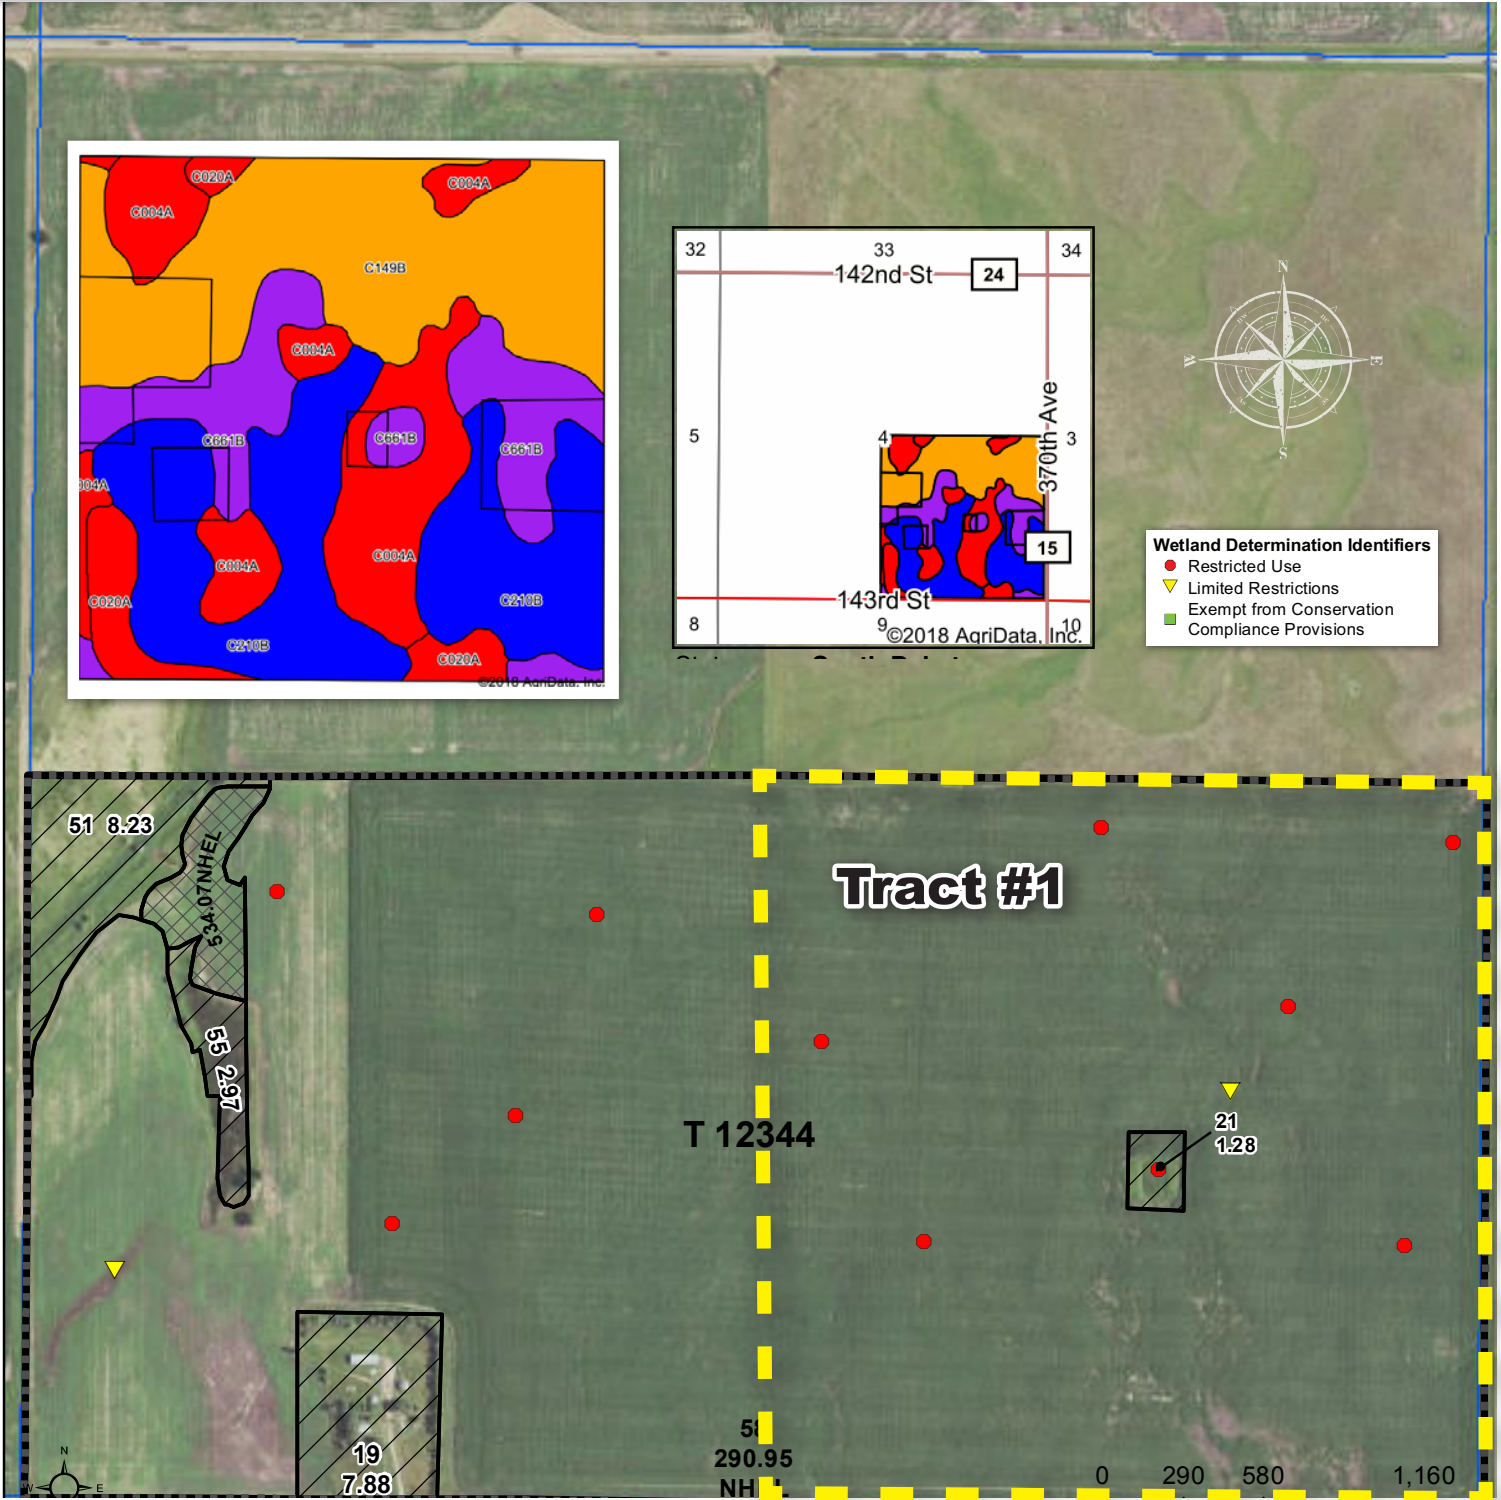 C020A
C004A
C004A
C149B
C004A
C661B
C661B
C661B
004A
C004A
C004A
C020A
C210B
C210B
C020A
©2018 AgriData, Inc.
32 33 34
142nd St 24
5 4 3
370th Ave
15
143rd St
8 9 10
©2018 AgriData, Inc.
N
W E
S
Wetland Determination Identifiers
Restricted Use
Limited Restrictions
Exempt from Conservation
Compliance Provisions
51 8.23
534.07NHEL
Tract #1
55 2.97
T 12344
21
1.28
19
7.88
58
290.95
0 290 580 1,160
N
W E